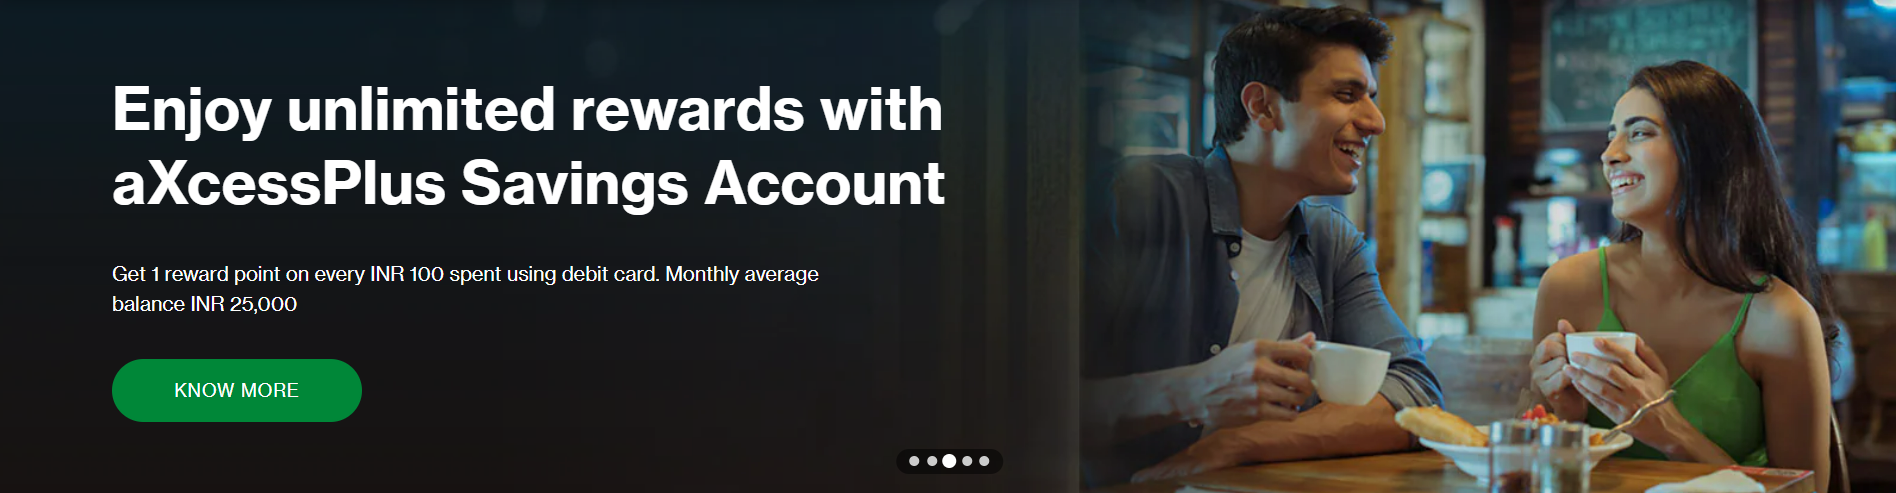 Enjoy unlimited rewards with
aXcessPlus Savings Account
Get 1 reward point on every INR 100 spent using debit card. Monthly average
balance INR 25,000
KNOW MORE